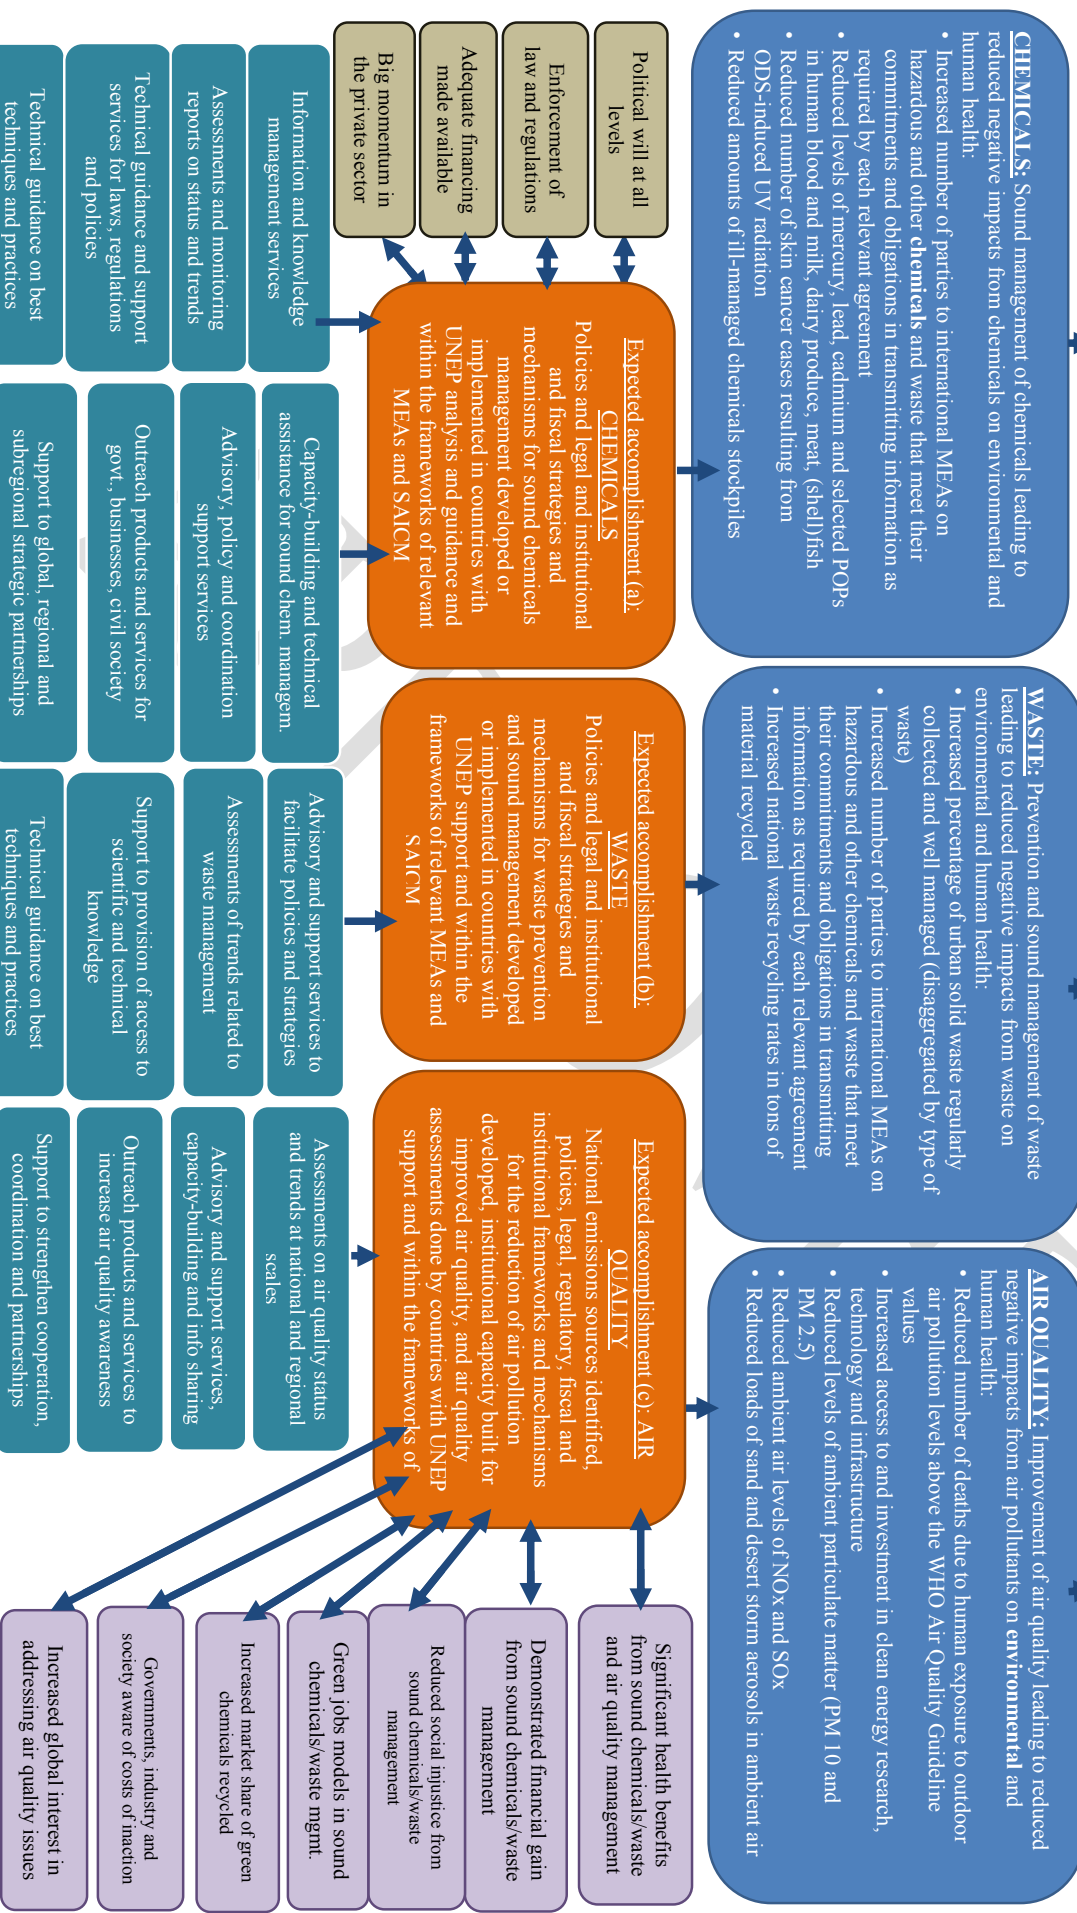 CHEMICALS: Sound management of chemicals leading to
reduced negative impacts from chemicals on environmental and
human health:
• Increased number of parties to international MEAs on
hazardous and other chemicals and waste that meet their
commitments and obligations in transmitting information as
required by each relevant agreement
• Reduced levels of mercury, lead, cadmium and selected POPs
in human blood and milk, dairy produce, meat, (shell)fish
• Reduced number of skin cancer cases resulting from
ODS-induced UV radiation
• Reduced amounts of ill-managed chemicals stockpiles
WASTE: Prevention and sound management of waste
leading to reduced negative impacts from waste on
environmental and human health:
• Increased percentage of urban solid waste regularly
collected and well managed (disaggregated by type of
waste)
• Increased number of parties to international MEAs on
hazardous and other chemicals and waste that meet
their commitments and obligations in transmitting
information as required by each relevant agreement
• Increased national waste recycling rates in tons of
material recycled
AIR QUALITY: Improvement of air quality leading to reduced
negative impacts from air pollutants on environmental and
human health:
• Reduced number of deaths due to human exposure to outdoor
air pollution levels above the WHO Air Quality Guideline
values
• Increased access to and investment in clean energy research,
technology and infrastructure
• Reduced levels of ambient particulate matter (PM 10 and
PM 2.5)
• Reduced ambient air levels of NOx and SOx
• Reduced loads of sand and desert storm aerosols in ambient air
Political will at all
levels
Enforcement of
law and regulations
Adequate financing
made available
Big momentum in
the private sector
Expected accomplishment (a):
CHEMICALS
Policies and legal and institutional
and fiscal strategies and
mechanisms for sound chemicals
management developed or
implemented in countries with
UNEP analysis and guidance and
within the frameworks of relevant
MEAs and SAICM
Expected accomplishment (b):
WASTE
Policies and legal and institutional
and fiscal strategies and
mechanisms for waste prevention
and sound management developed
or implemented in countries with
UNEP support and within the
frameworks of relevant MEAs and
SAICM
Expected accomplishment (c): AIR
QUALITY
National emissions sources identified,
policies, legal, regulatory, fiscal and
institutional frameworks and mechanisms
for the reduction of air pollution
developed, institutional capacity built for
improved air quality, and air quality
assessments done by countries with UNEP
support and within the frameworks of
Significant health benefits
from sound chemicals/waste
and air quality management
Demonstrated financial gain
from sound chemicals/waste
management
Reduced social injustice from
sound chemicals/waste
management
Green jobs models in sound
chemicals/waste mgmt.
Increased market share of green
chemicals recycled
Governments, industry and
society aware of costs of inaction
Increased global interest in
addressing air quality issues
Information and knowledge
management services
Assessments and monitoring
reports on status and trends
Technical guidance and support
services for laws, regulations
and policies
Technical guidance on best
techniques and practices
Capacity-building and technical
assistance for sound chem. managem.
Advisory, policy and coordination
support services
Outreach products and services for
govt., businesses, civil society
Support to global, regional and
subregional strategic partnerships
Advisory and support services to
facilitate policies and strategies
Assessments of trends related to
waste management
Support to provision of access to
scientific and technical
knowledge
Technical guidance on best
techniques and practices
Assessments on air quality status
and trends at national and regional
scales
Advisory and support services,
capacity-building and info sharing
Outreach products and services to
increase air quality awareness
Support to strengthen cooperation,
coordination and partnerships